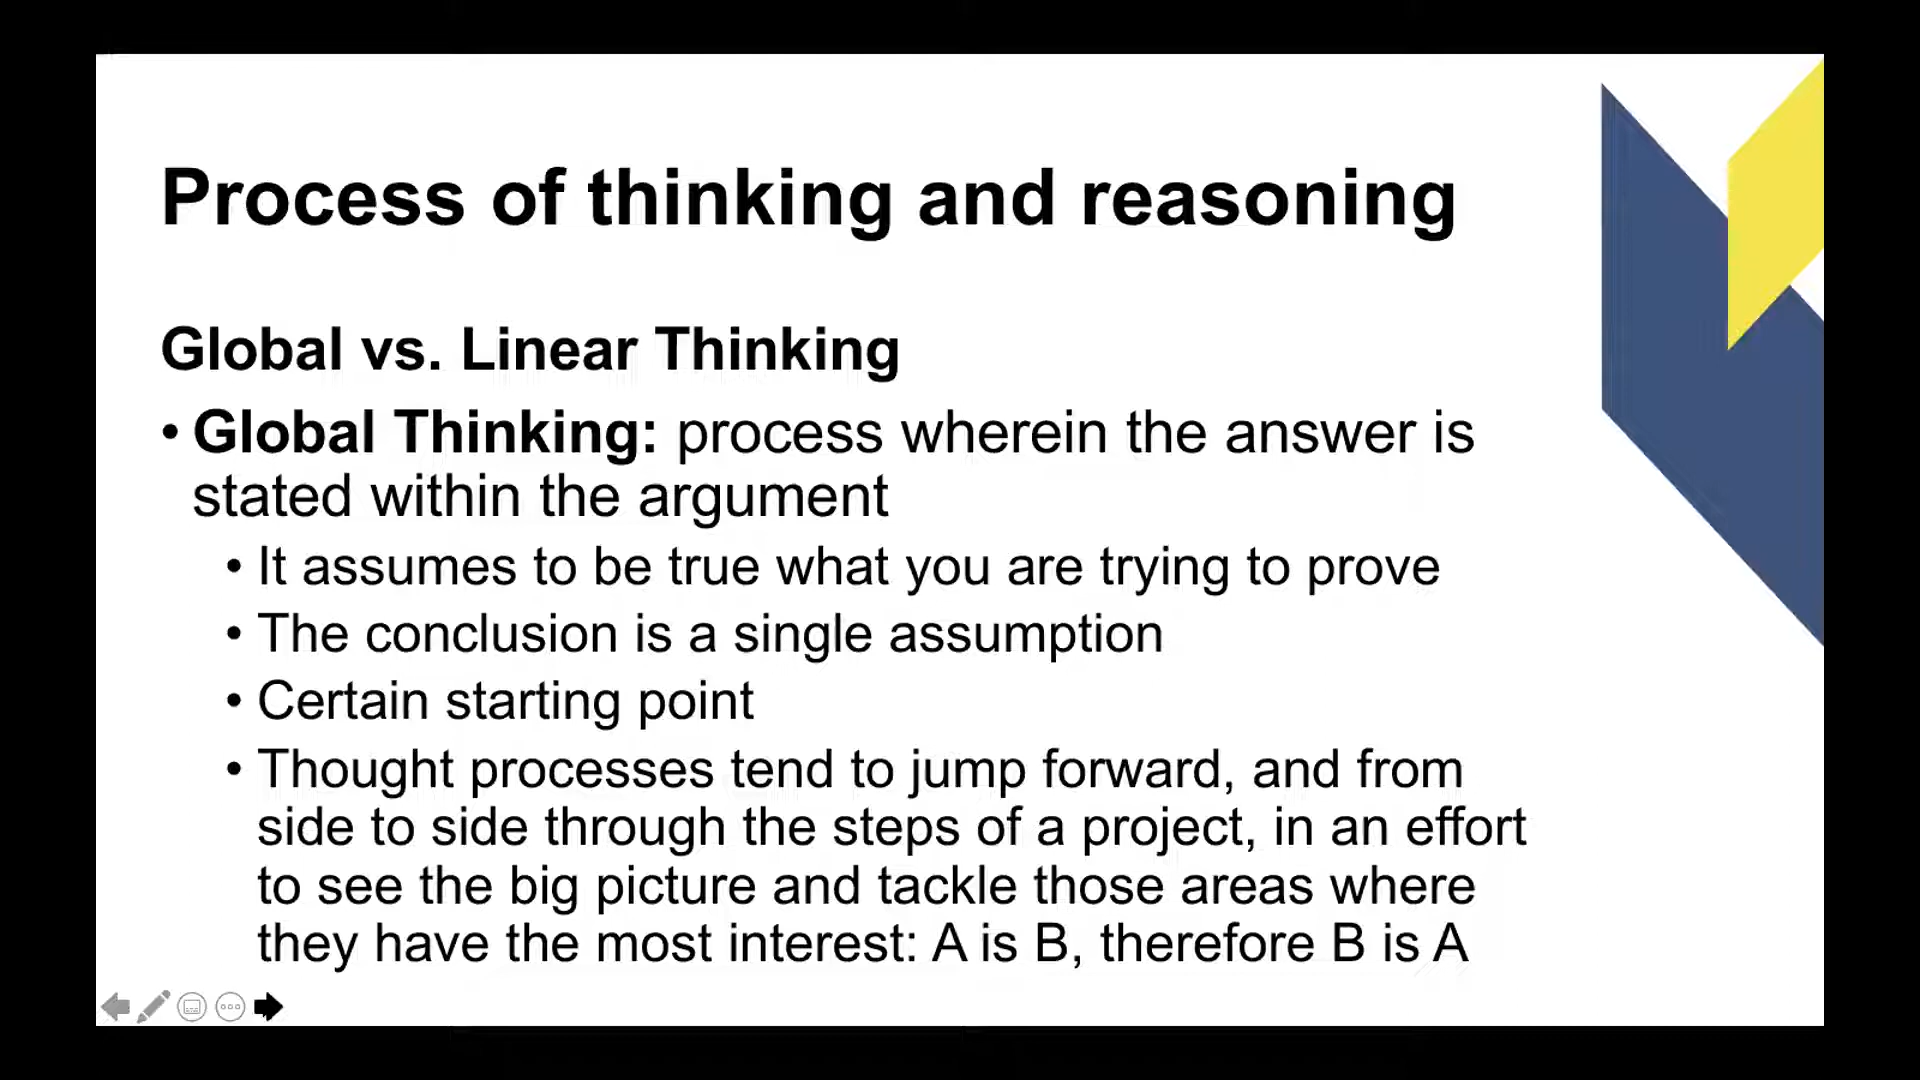 Process of thinking and reasoning
Global vs. Linear Thinking
• Global Thinking: process wherein the answer is
stated within the argument
• It assumes to be true what you are trying to prove
• The conclusion is a single assumption
• Certain starting point
• Thought processes tend to jump forward, and from
side to side through the steps of a project, in an effort
to see the big picture and tackle those areas where
they have the most interest: A is B, therefore B is A